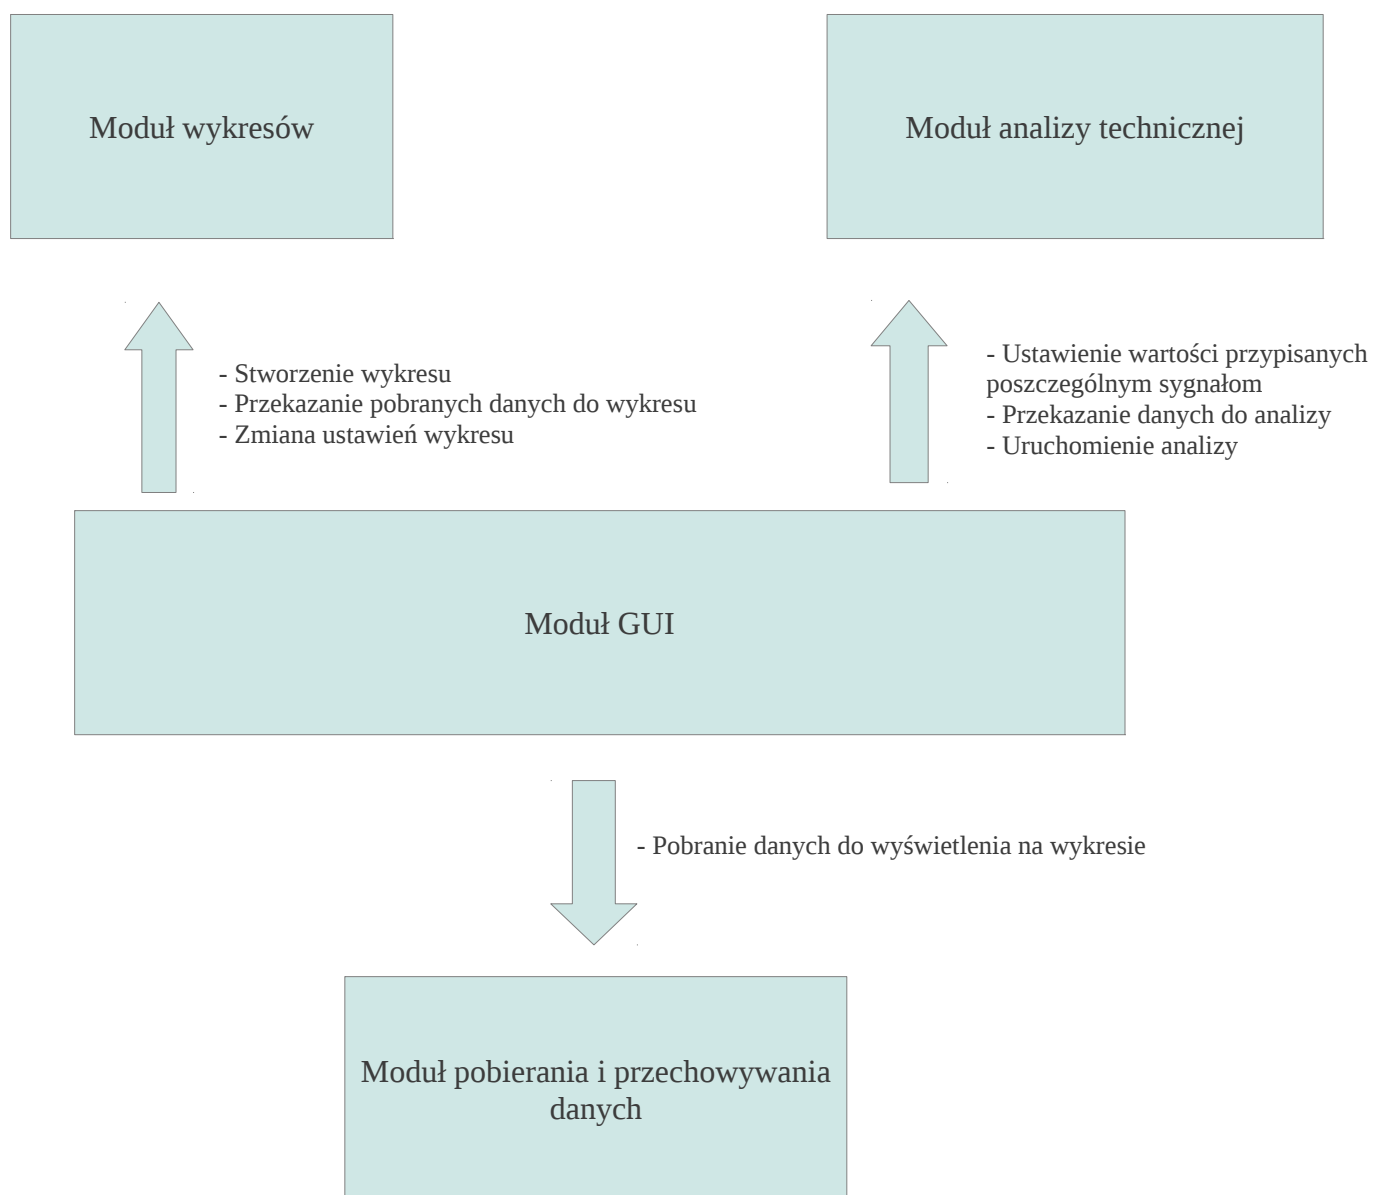 Moduł wykresów
Moduł analizy technicznej
- Stworzenie wykresu
- Przekazanie pobranych danych do wykresu
- Zmiana ustawień wykresu
- Ustawienie wartości przypisanych
poszczególnym sygnałom
- Przekazanie danych do analizy
- Uruchomienie analizy
Moduł GUI
- Pobranie danych do wyświetlenia na wykresie
Moduł pobierania i przechowywania
danych